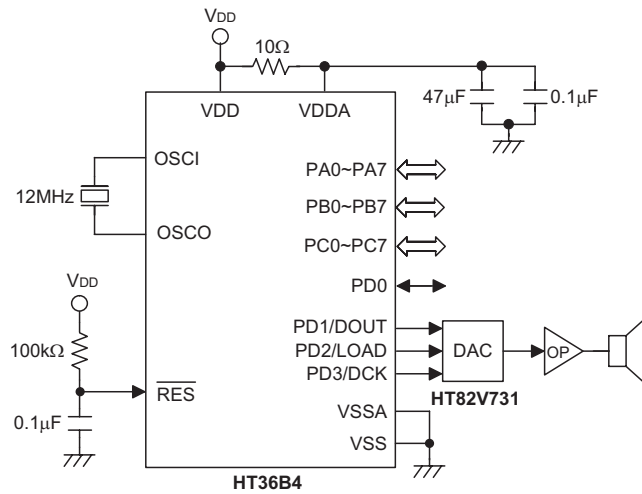 VDD
10Ω
VDD
VDDA
47μF
0.1μF
OSCI
12MHz
OSCO
PA0~PA7
PB0~PB7
PC0~PC7
PD0
VDD
100kΩ
RES
0.1μF
PD1/DOUT
PD2/LOAD
PD3/DCK
DAC
OP
HT82V731
VSSA
VSS
HT36B4